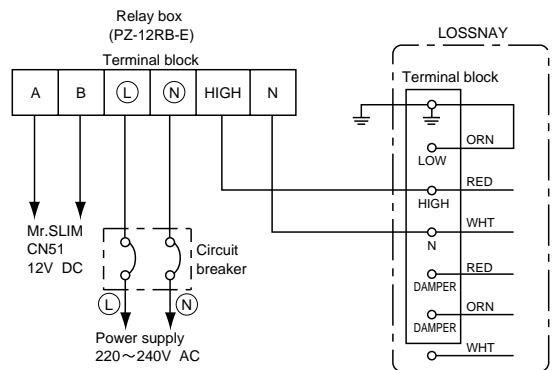 Relay box
(PZ-12RB-E)
Terminal block
A B L N HIGH N
Mr.SLIM
CN51
12V DC
Circuit
breaker
L N
Power supply
220～240V AC
LOSSNAY
Terminal block
ORN
LOW
RED
HIGH
WHT
N
RED
DAMPER
ORN
DAMPER
WHT